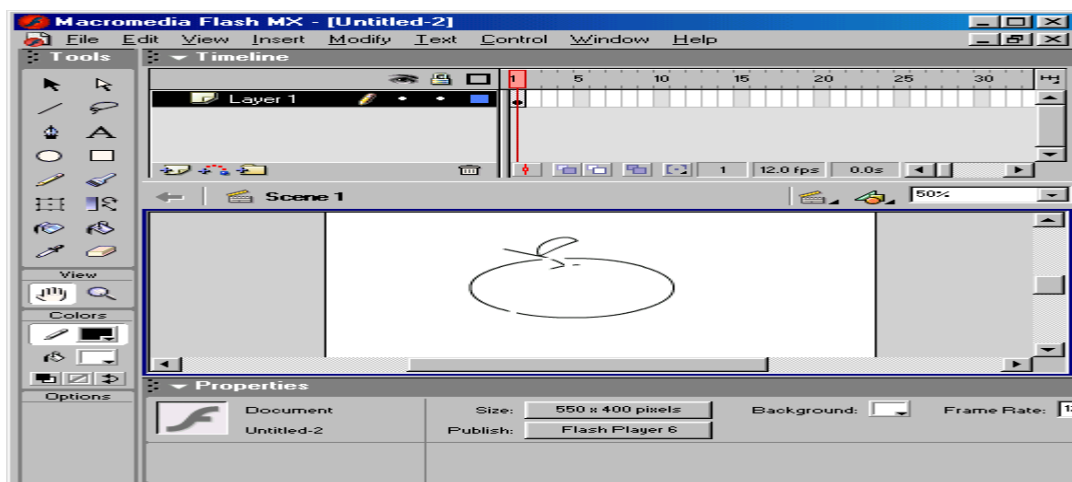 Macromedia Flash MX - [Untitled-2]
File Edit View Insert Modify Text Control Window Help
Tools Timeline
1 5 10 15 20 25 30
Layer 1
1 12.0 fps 0.0s
Scene 1 50%
View
Colors
Properties
Options
Document Size: 550 x 400 pixels Background: Frame Rate: 12
Untitled-2 Publish: Flash Player 6